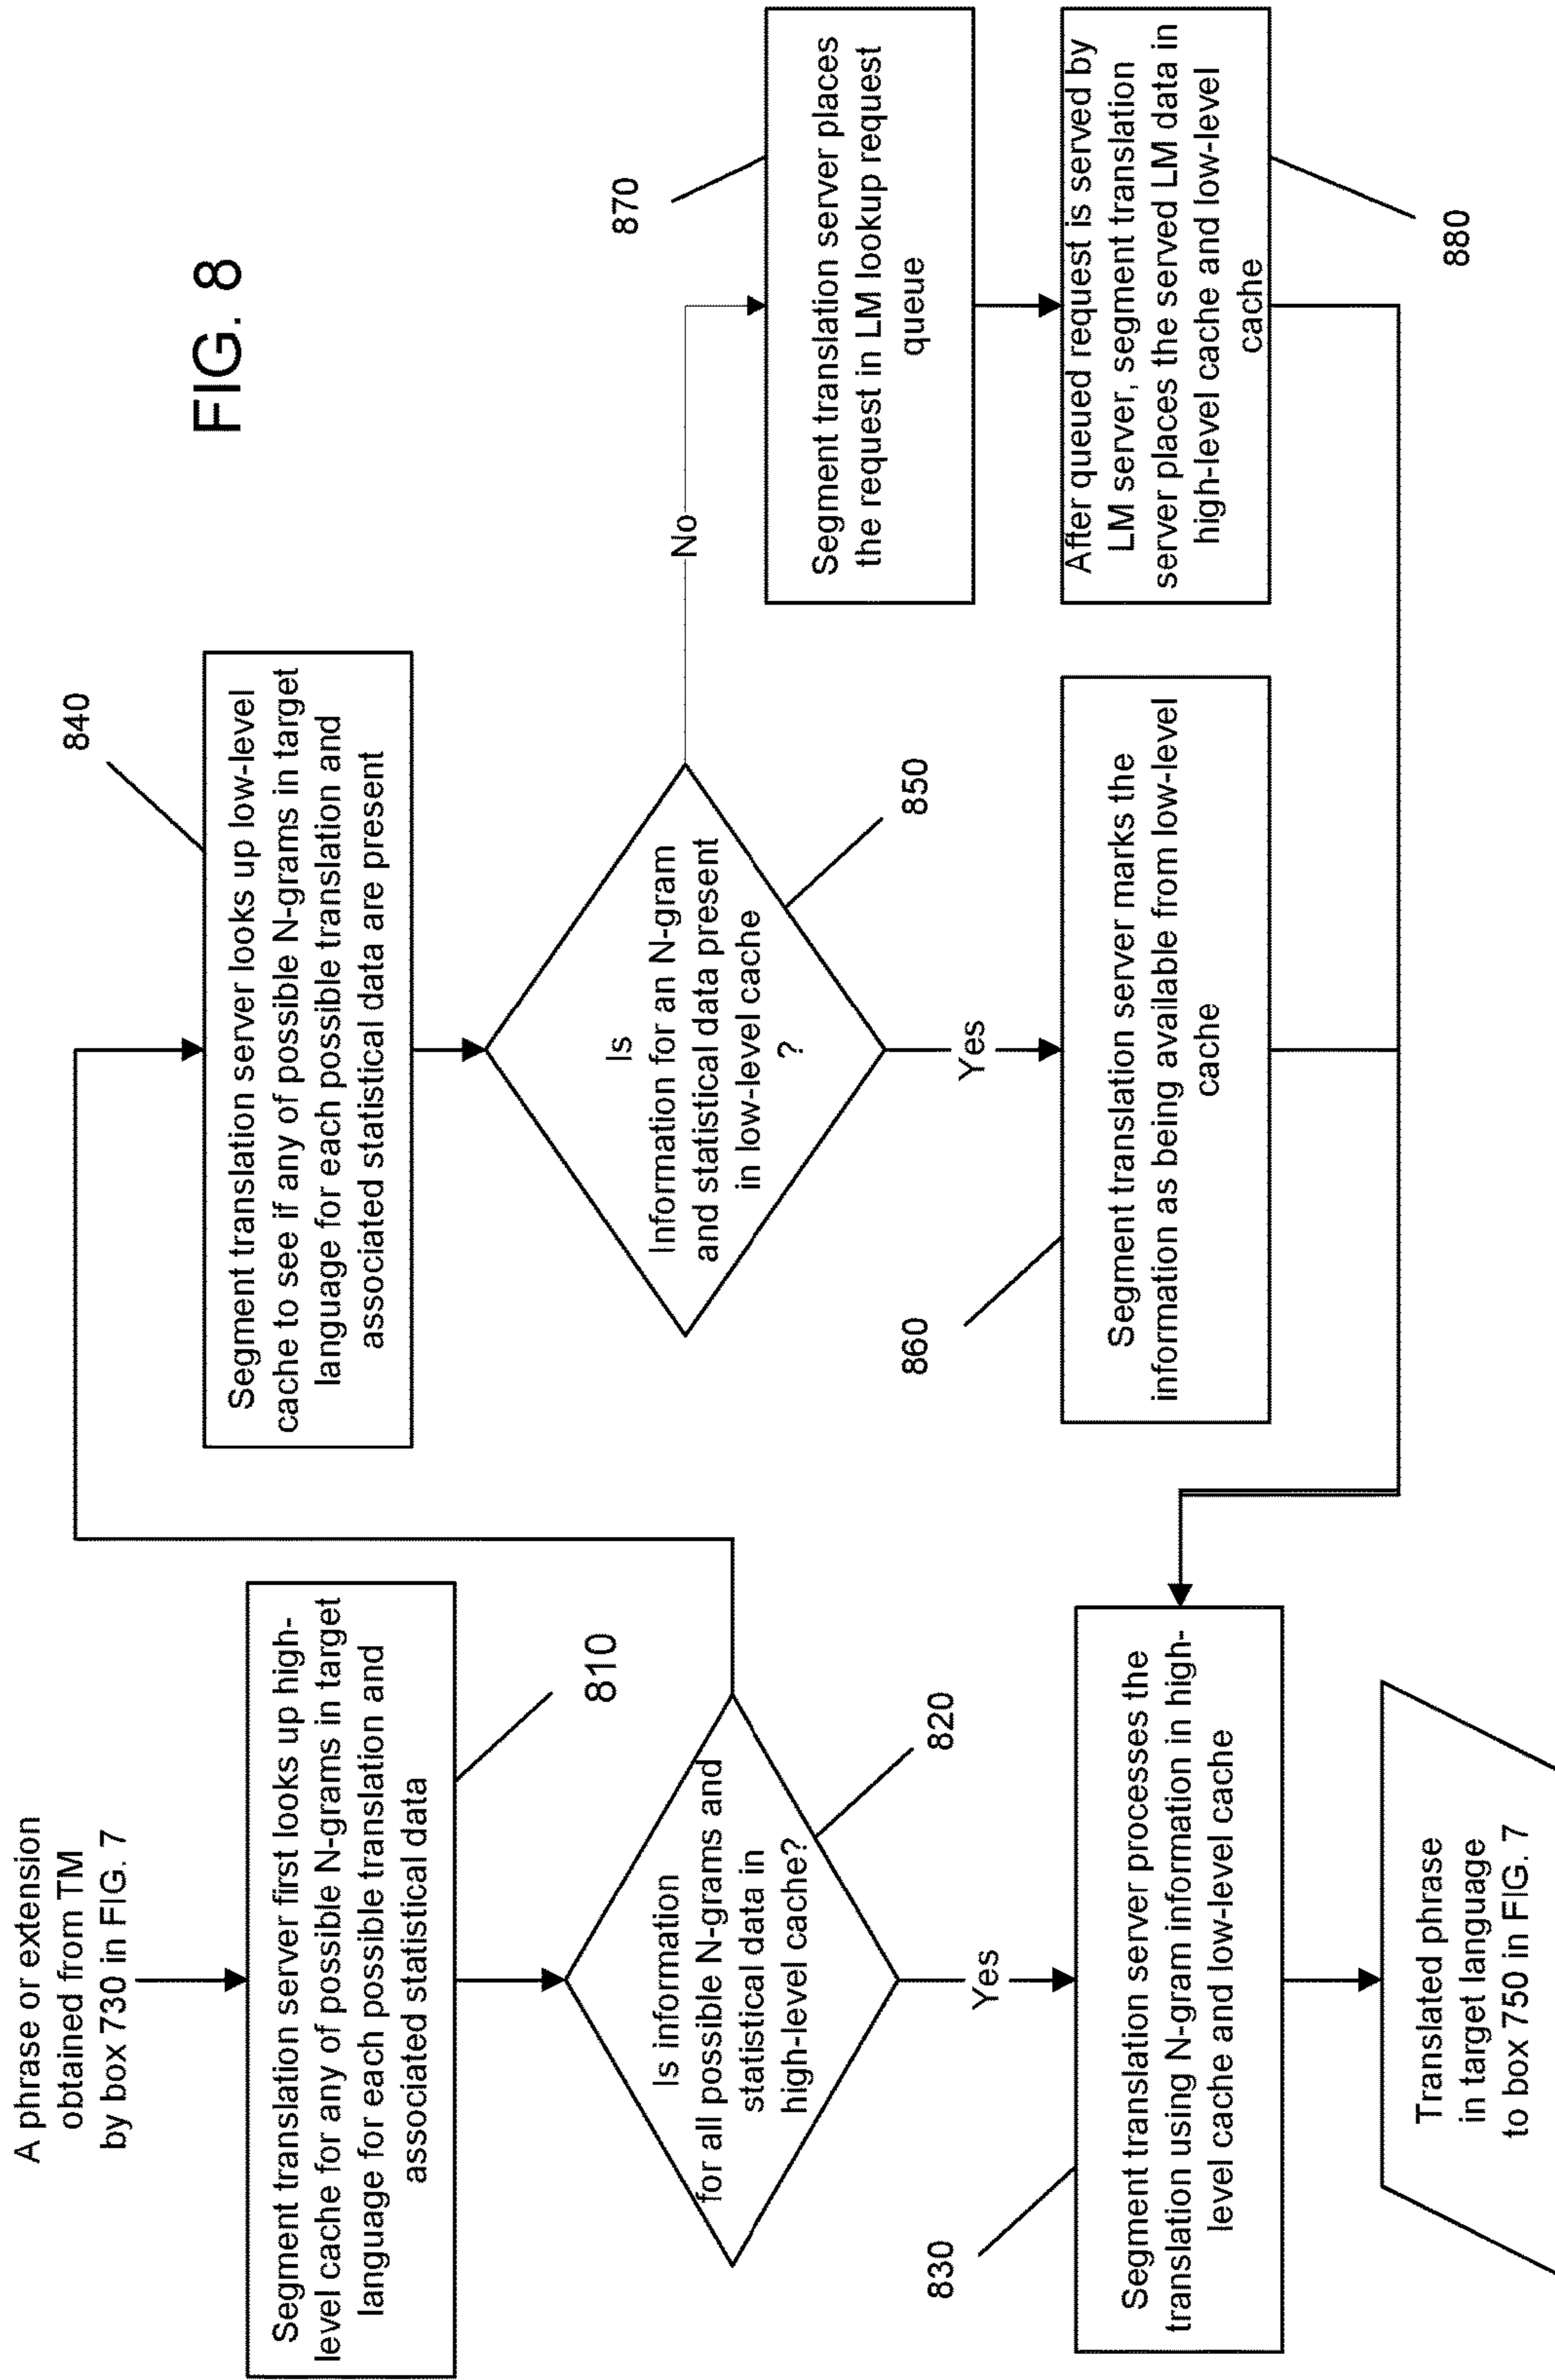 FIG. 8
A phrase or extension
obtained from TM
by box 730 in FIG. 7
Segment translation server first looks up high-
level cache for any of possible N-grams in target
language for each possible translation and
associated statistical data
810
Is information
for all possible N-grams and
statistical data in
high-level cache?
820
Yes
830
Segment translation server processes the
translation using N-gram information in high-
level cache and low-level cache
Translated phrase
in target language
to box 750 in FIG. 7
840
Segment translation server looks up low-level
cache to see if any of possible N-grams in target
language for each possible translation and
associated statistical data are present
Is
Information for an N-gram
and statistical data present
in low-level cache
?
850
Yes
No
860
Segment translation server marks the
information as being available from low-level
cache
870
Segment translation server places
the request in LM lookup request
queue
After queued request is served by
LM server, segment translation
server places the served LM data in
high-level cache and low-level
cache
880